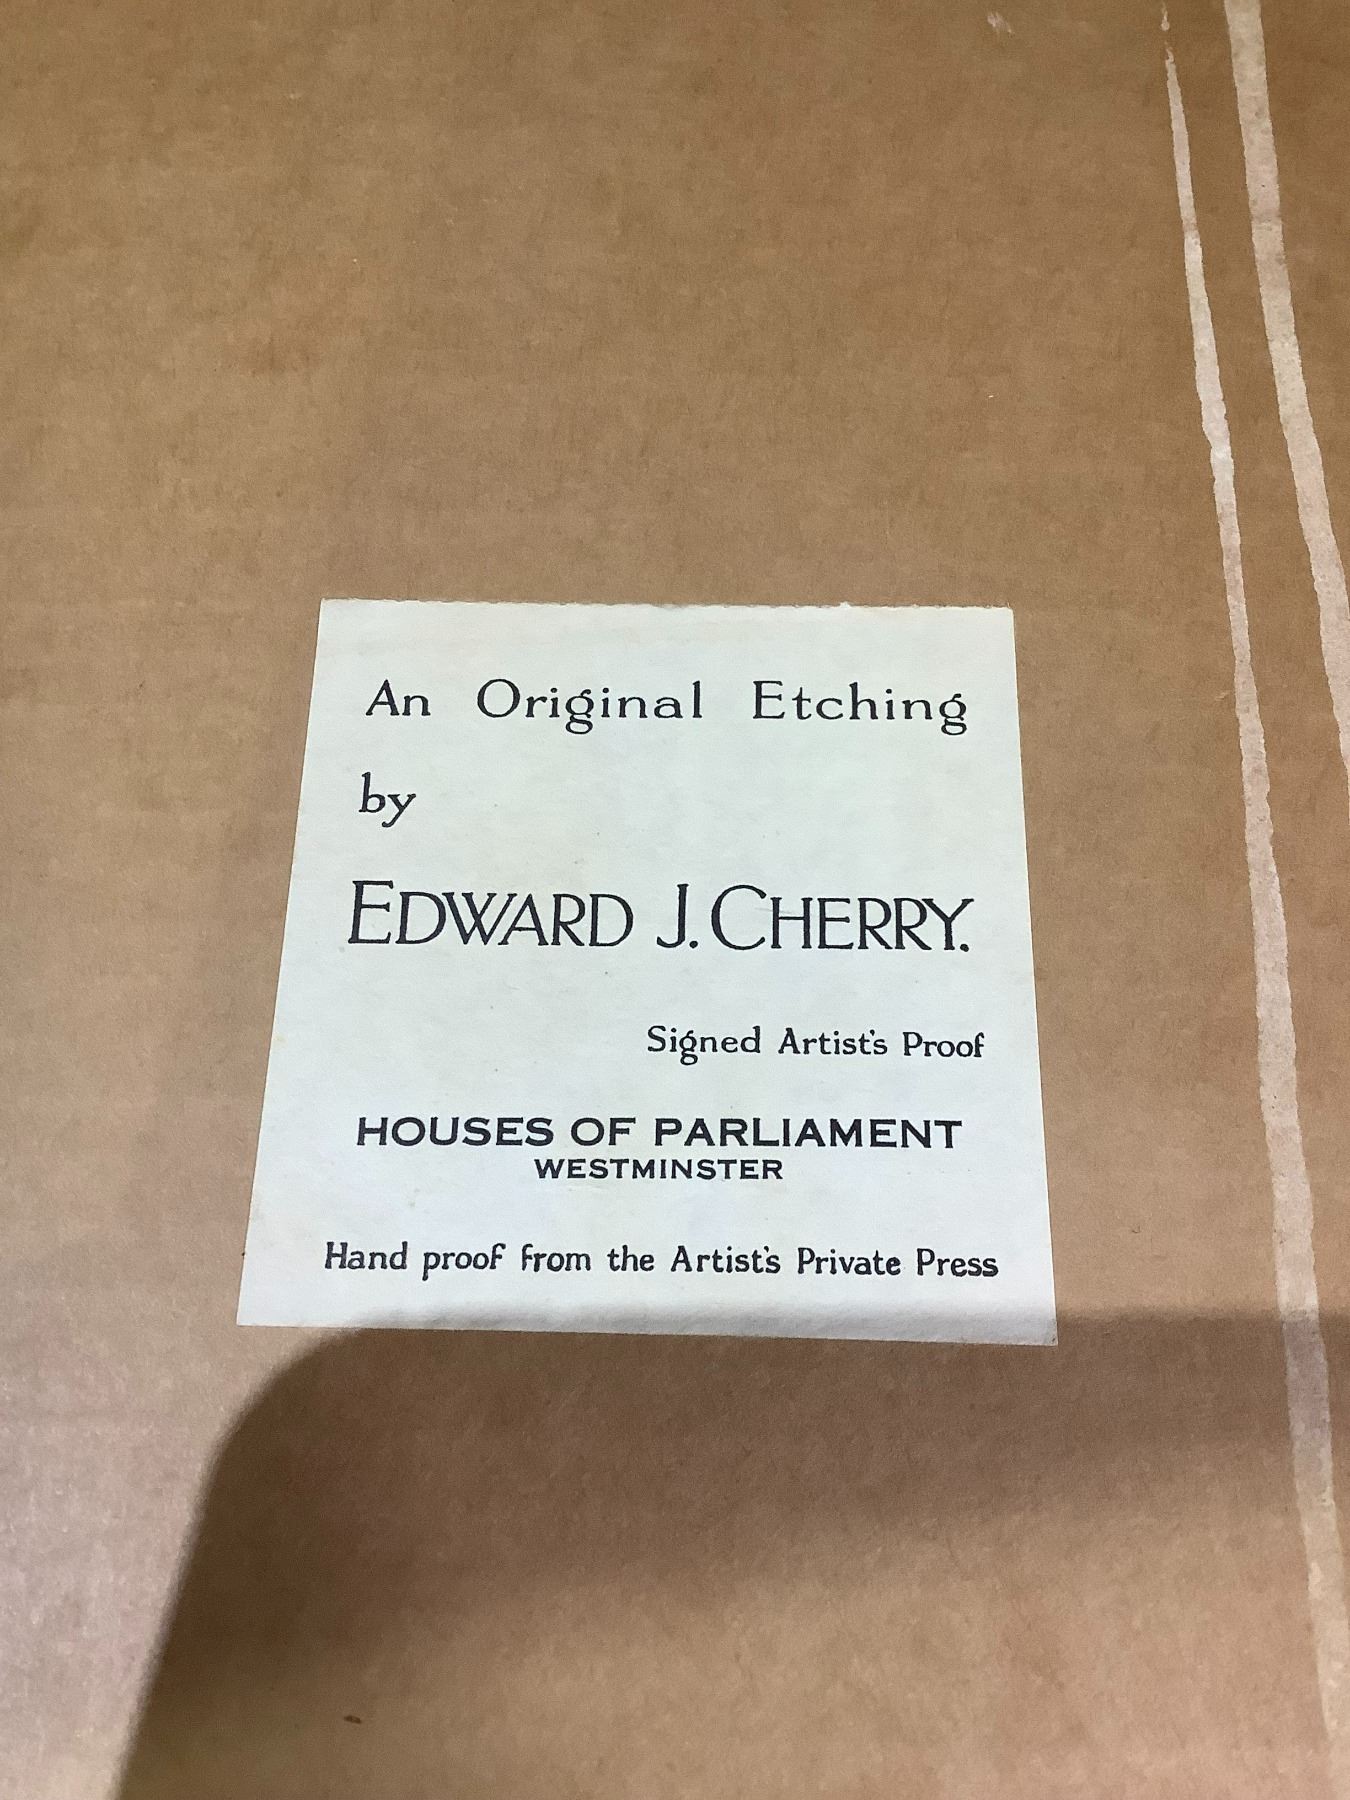 An Original Etching
by
EDWARD J. CHERRY.
Signed Artist's Proof
HOUSES OF PARLIAMENT
WESTMINSTER
Hand proof from the Artist's Private Press